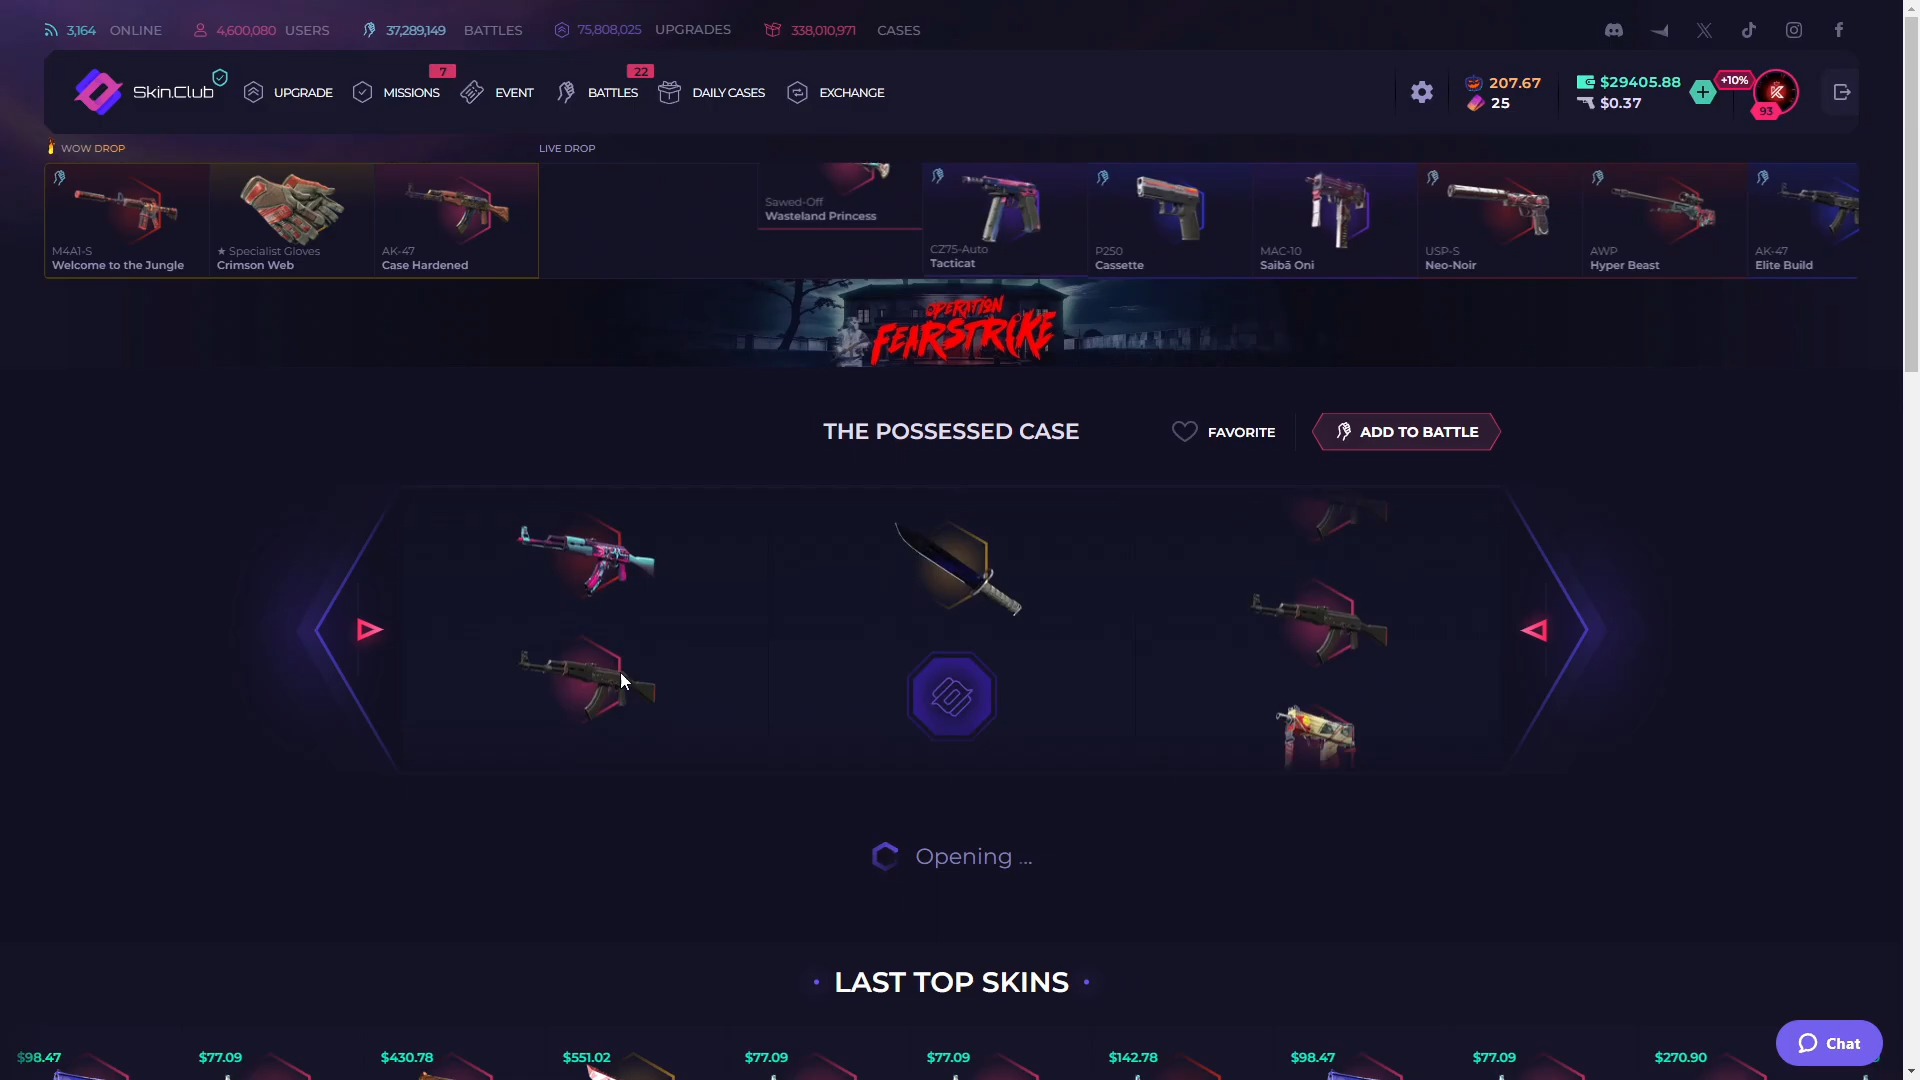 3,164 ONLINE 4,600,080 USERS 37,289,149 BATTLES 75,808,025 UPGRADES 338,010,971 CASES
Skin.Club UPGRADE 7 MISSIONS EVENT 22 BATTLES DAILY CASES EXCHANGE
207.67
25
$29405.88
$0.37
+10%
K
93
WOW DROP
LIVE DROP
M4A1-S
Welcome to the Jungle
★ Specialist Gloves
Crimson Web
AK-47
Case Hardened
Sawed-Off
Wasteland Princess
CZ75-Auto
Tacticat
P250
Cassette
MAC-10
Saibā Oni
USP-S
Neo-Noir
AWP
Hyper Beast
AK-47
Elite Build
OPERATION
FEARSTRIKE
THE POSSESSED CASE
FAVORITE
ADD TO BATTLE
Opening ...
• LAST TOP SKINS •
$98.47 $77.09 $430.78 $551.02 $77.09 $77.09 $142.78 $98.47 $77.09 $270.90
Chat